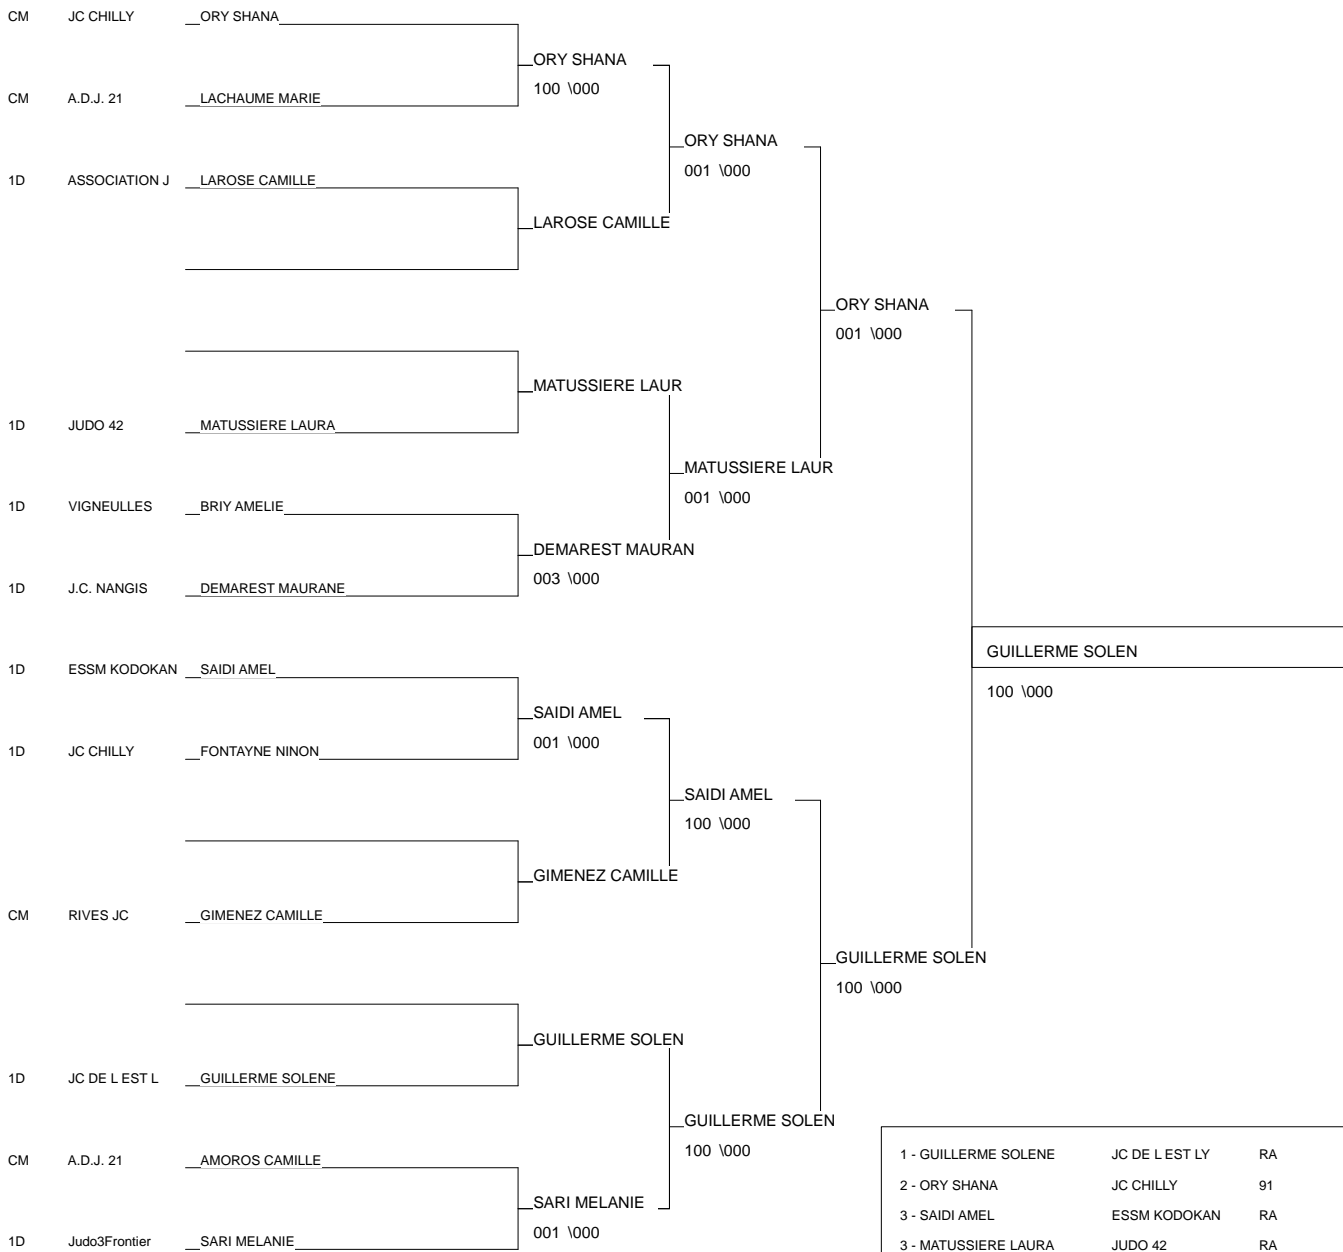 CM JC CHILLY ORY SHANA
ORY SHANA
100 \000
CM A.D.J. 21 LACHAUME MARIE
ORY SHANA
001 \000
1D ASSOCIATION J LAROSE CAMILLE
LAROSE CAMILLE
ORY SHANA
001 \000
MATUSSIERE LAUR
1D JUDO 42 MATUSSIERE LAURA
MATUSSIERE LAUR
001 \000
1D VIGNEULLES BRIY AMELIE
DEMAREST MAURAN
003 \000
1D J.C. NANGIS DEMAREST MAURANE
GUILLERME SOLEN
100 \000
1D ESSM KODOKAN SAIDI AMEL
SAIDI AMEL
001 \000
1D JC CHILLY FONTAYNE NINON
SAIDI AMEL
100 \000
GIMENEZ CAMILLE
CM RIVES JC GIMENEZ CAMILLE
GUILLERME SOLEN
100 \000
GUILLERME SOLEN
1D JC DE L EST L GUILLERME SOLENE
GUILLERME SOLEN
100 \000
CM A.D.J. 21 AMOROS CAMILLE
SARI MELANIE
001 \000
1D Judo3Frontier SARI MELANIE
1 - GUILLERME SOLENE JC DE L EST LY RA
2 - ORY SHANA JC CHILLY 91
3 - SAIDI AMEL ESSM KODOKAN RA
3 - MATUSSIERE LAURA JUDO 42 RA